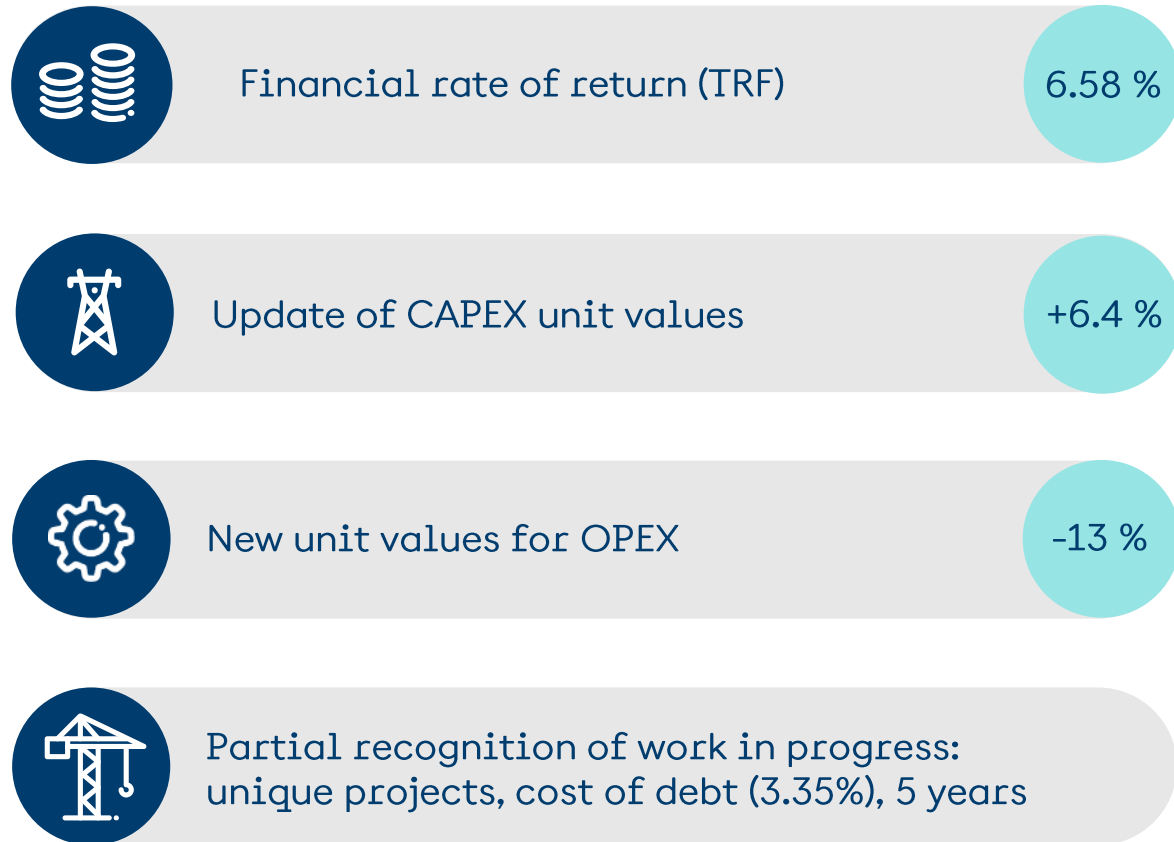 Financial rate of return (TRF)
6.58 %
Update of CAPEX unit values
+6.4 %
New unit values for OPEX
-13 %
Partial recognition of work in progress:
unique projects, cost of debt (3.35%), 5 years